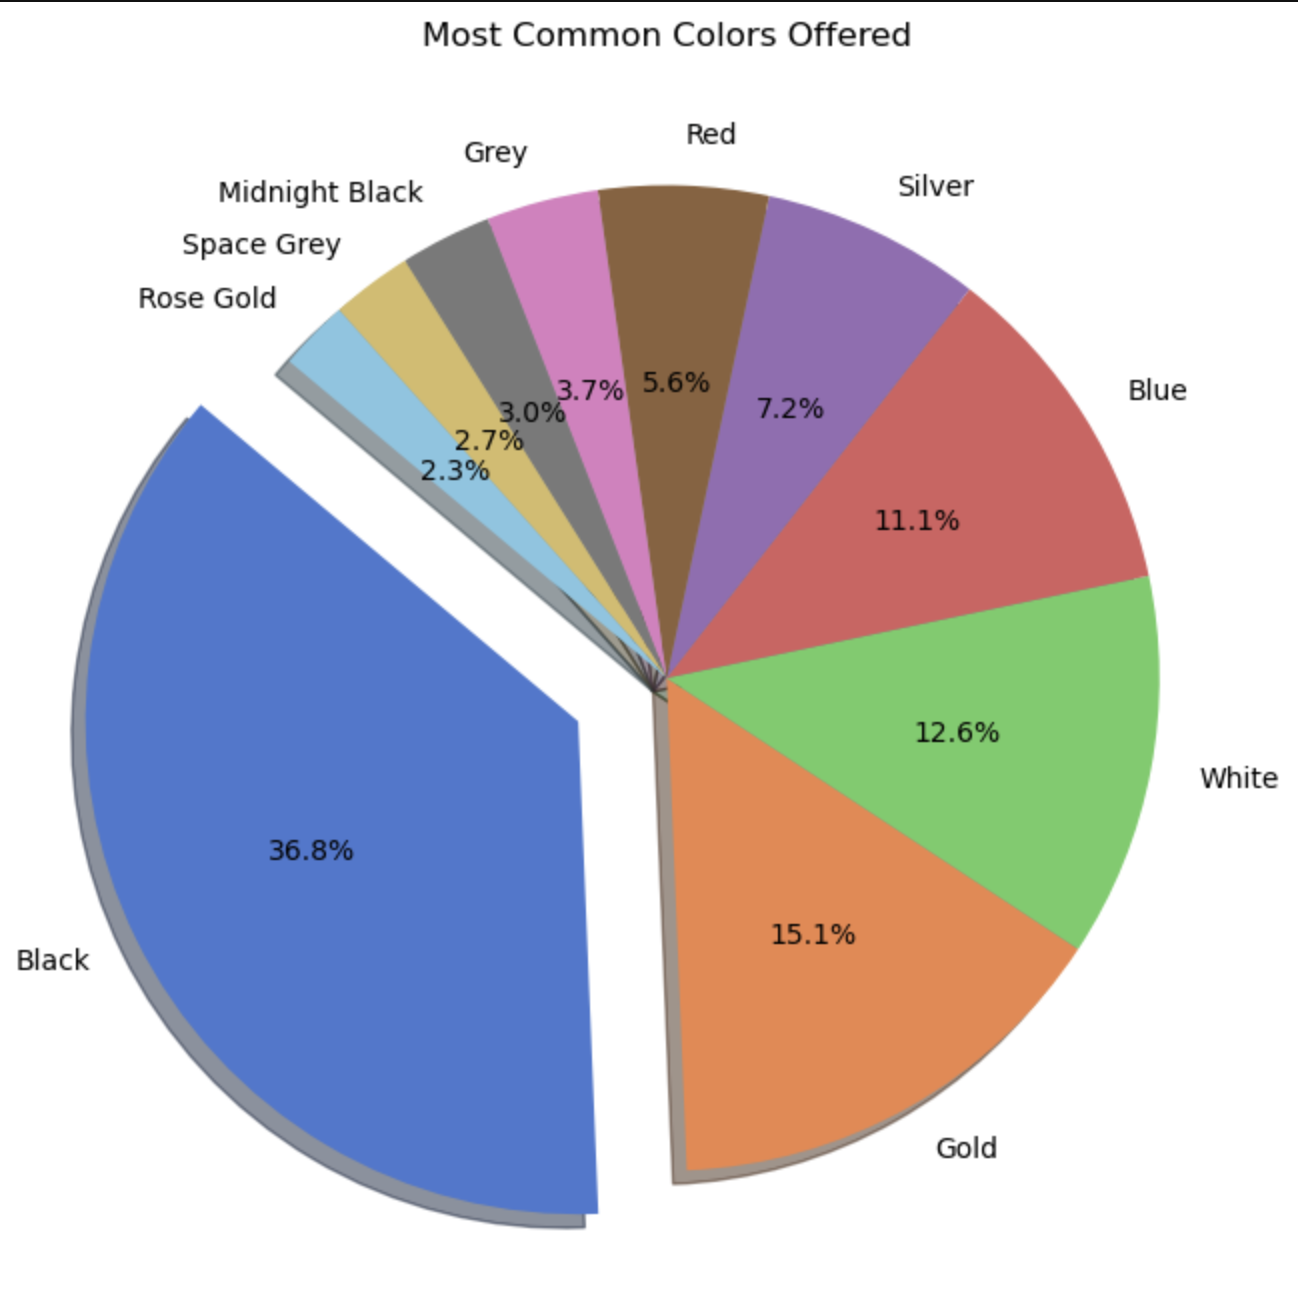 Most Common Colors Offered
Red
Grey
Silver
Midnight Black
Space Grey
Rose Gold
5.6%
3.7%
Blue
7.2%
3.0%
2.7%
2.3%
11.1%
12.6%
White
36.8%
15.1%
Black
Gold